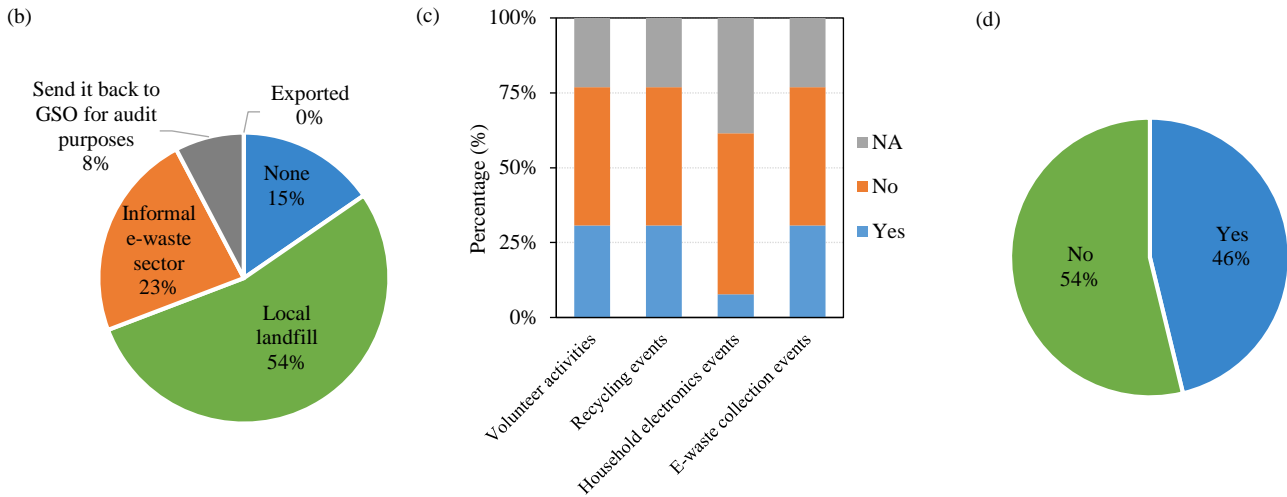 (b)
Send it back to
GSO for audit
purposes
8%
Exported
0%
None
15%
Informal
e-waste
sector
23%
Local
landfill
54%
(c)
Percentage (%)
100%
75%
50%
25%
0%
Volunteer activities
Recycling events
Household electronics events
E-waste collection events
NA
No
Yes
(d)
No
54%
Yes
46%